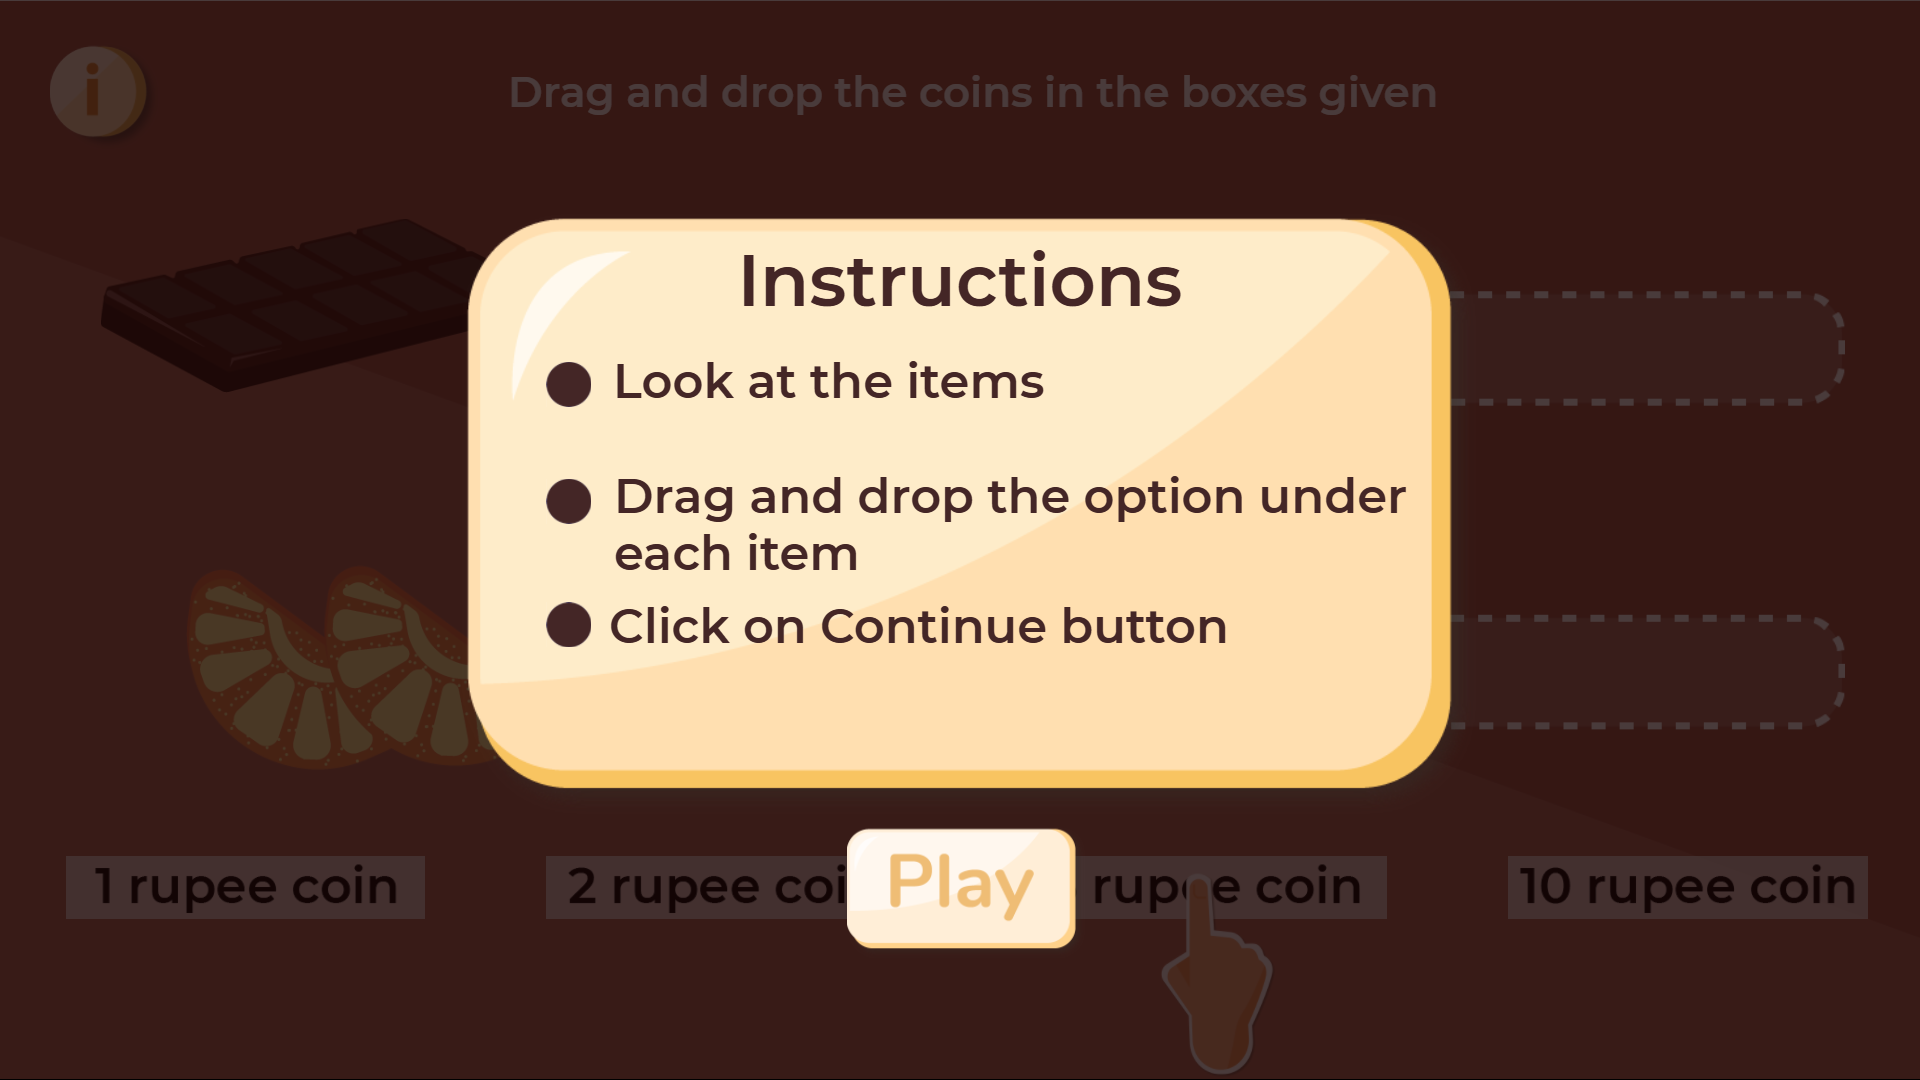 i
Drag and drop the coins in the boxes given
Instructions
Look at the items
Drag and drop the option under
each item
Click on Continue button
Play
1 rupee coin
2 rupee
rupee coin
10 rupee coin